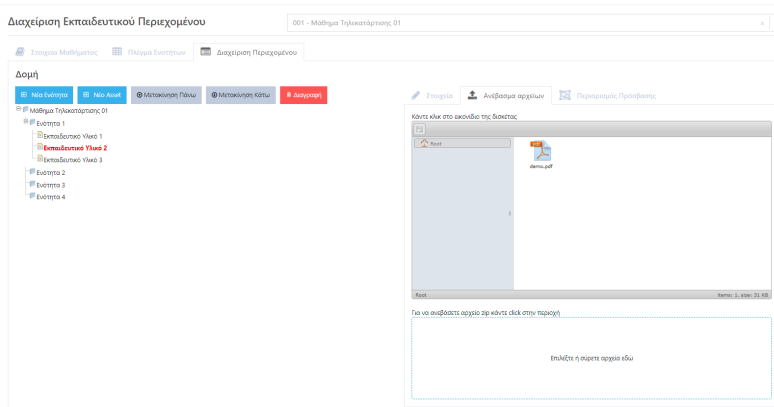 Διαχείριση Εκπαιδευτικού Περιεχομένου
001 - Μάθημα Τηλεκατάρτισης 01
x
Στοιχεία Μαθήματος
Πλέγμα Ενοτήτων
Διαχείριση Περιεχομένου
Δομή
Νέα Ενότητα
Νέο Asset
Μετακίνηση Πάνω
Μετακίνηση Κάτω
Διαγραφή
Μάθημα Τηλεκατάρτισης 01
Ενότητα 1
Εκπαιδευτικό Υλικό 1
Εκπαιδευτικό Υλικό 2
Εκπαιδευτικό Υλικό 3
Ενότητα 2
Ενότητα 3
Ενότητα 4
Στοιχεία
Ανέβασμα αρχείων
Περιορισμός Πρόσβασης
Κάντε κλικ στο εικονίδιο της δισκέτας
Root
PDF
demo.pdf
Root
Items: 1, size: 31 KB
Για να ανεβάσετε αρχείο zip κάντε click στην περιοχή
Επιλέξτε ή σύρετε αρχεία εδώ